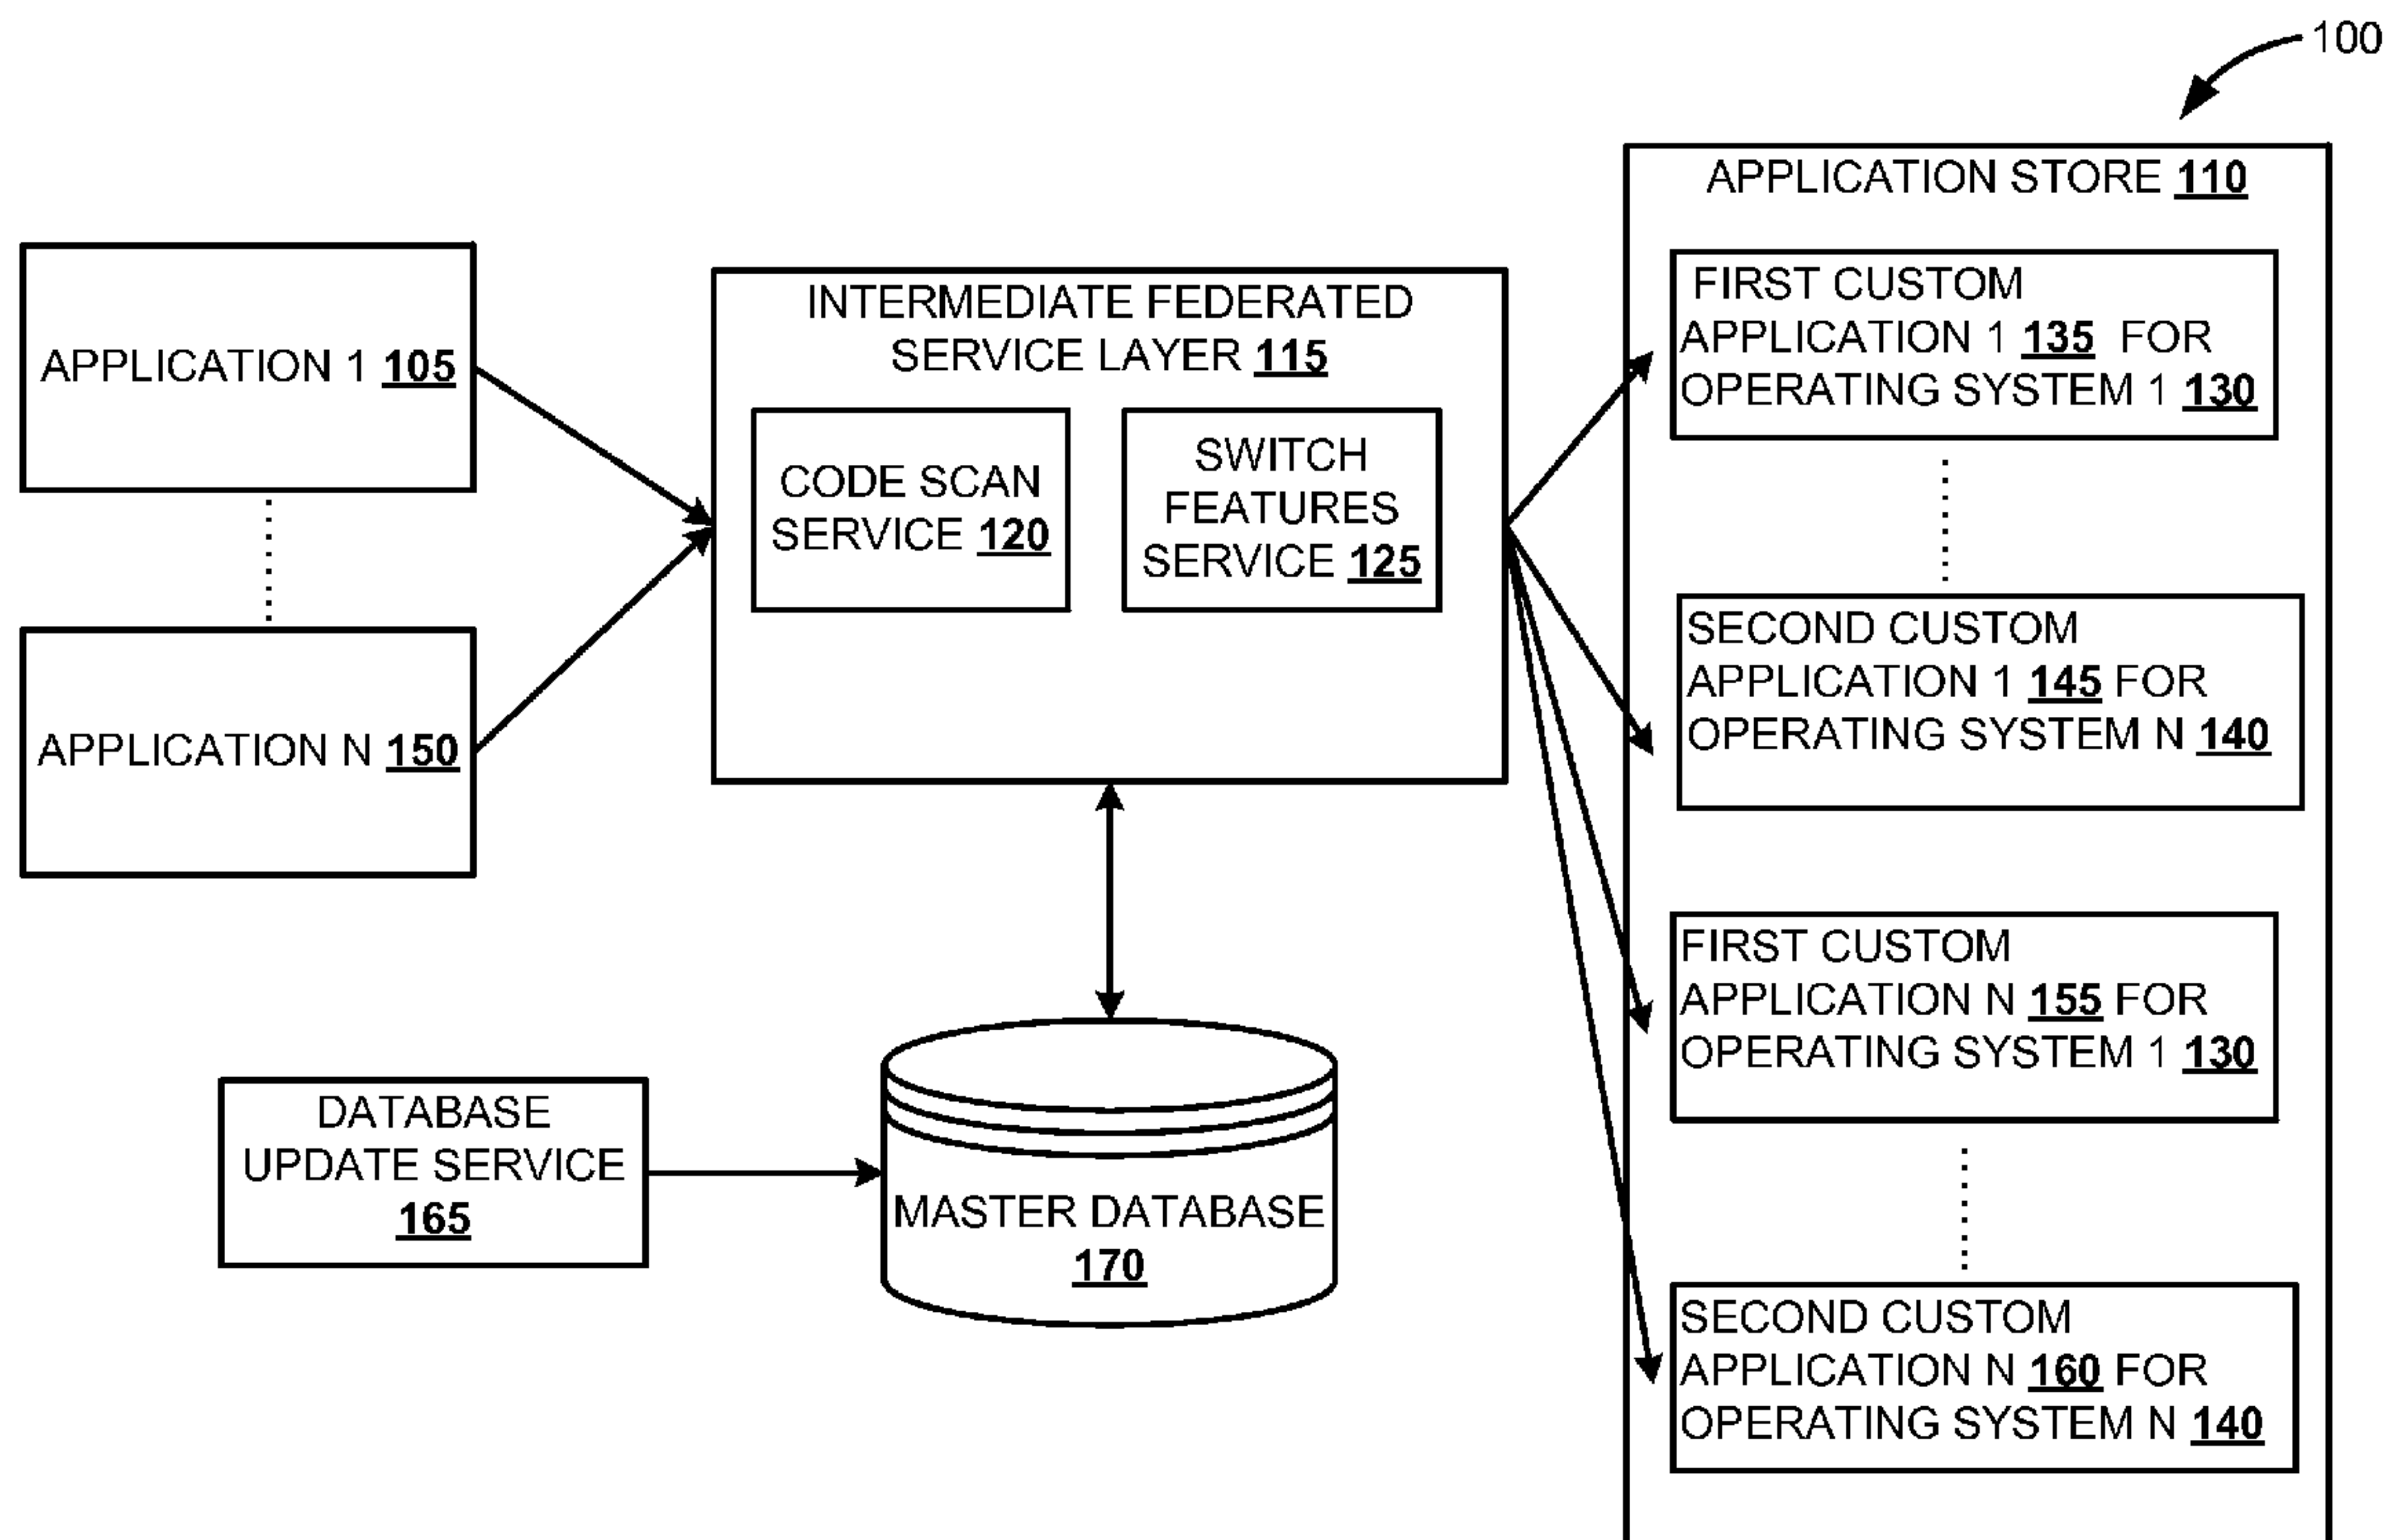 100
APPLICATION 1 105
APPLICATION N 150
INTERMEDIATE FEDERATED
SERVICE LAYER 115
CODE SCAN
SERVICE 120
SWITCH
FEATURES
SERVICE 125
DATABASE
UPDATE SERVICE
165
MASTER DATABASE
170
APPLICATION STORE 110
FIRST CUSTOM
APPLICATION 1 135 FOR
OPERATING SYSTEM 1 130
SECOND CUSTOM
APPLICATION 1 145 FOR
OPERATING SYSTEM N 140
FIRST CUSTOM
APPLICATION N 155 FOR
OPERATING SYSTEM 1 130
SECOND CUSTOM
APPLICATION N 160 FOR
OPERATING SYSTEM N 140